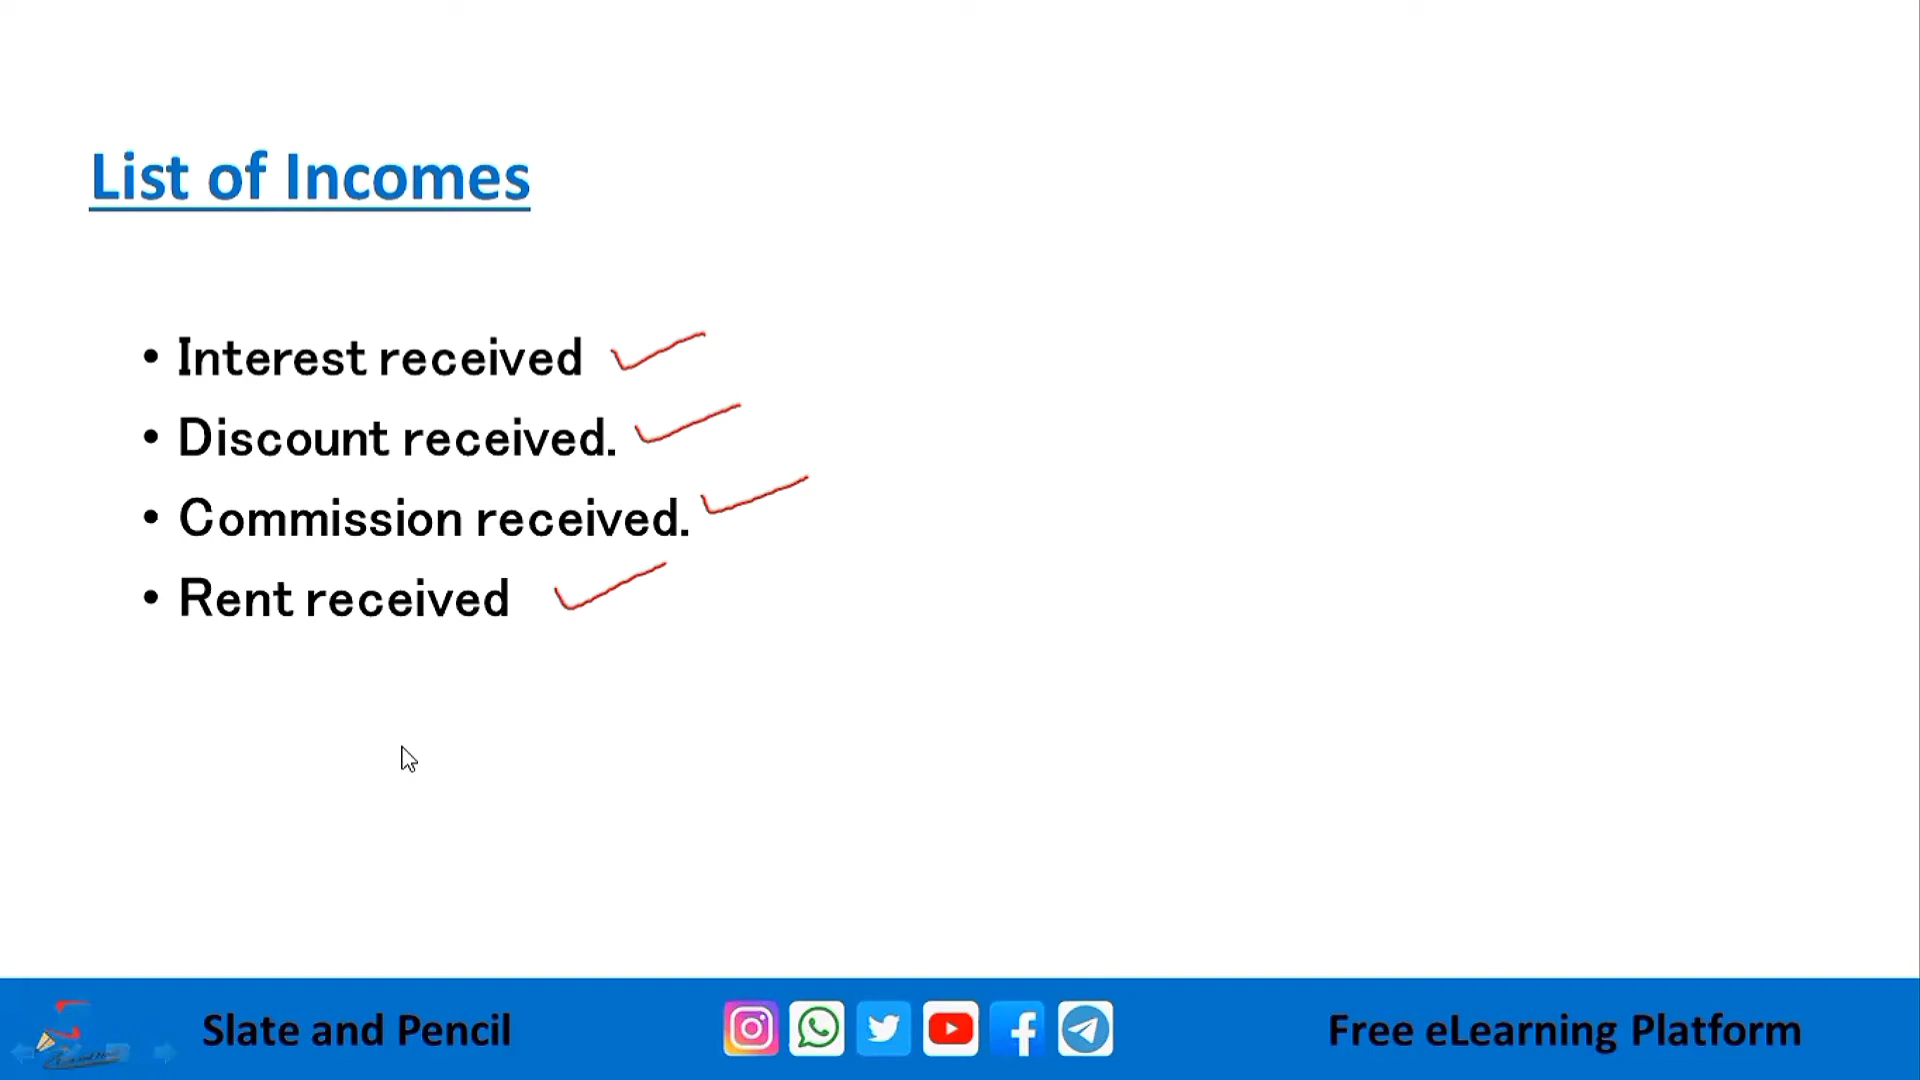 List of Incomes
• Interest received
• Discount received.
• Commission received.
• Rent received
Slate and Pencil
Free eLearning Platform